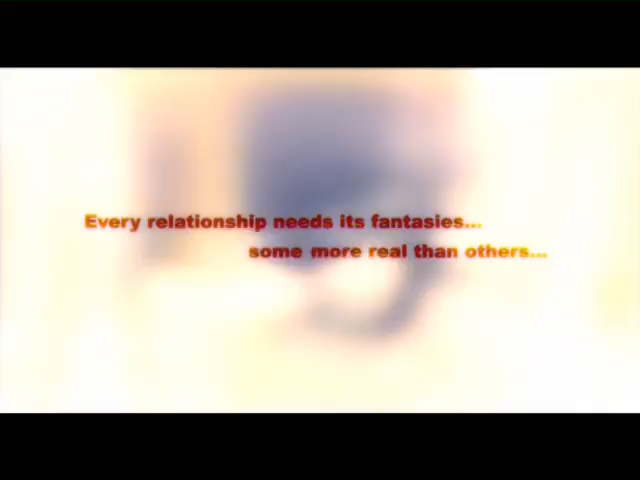 Every relationship needs its fantasies...
some more real than others...